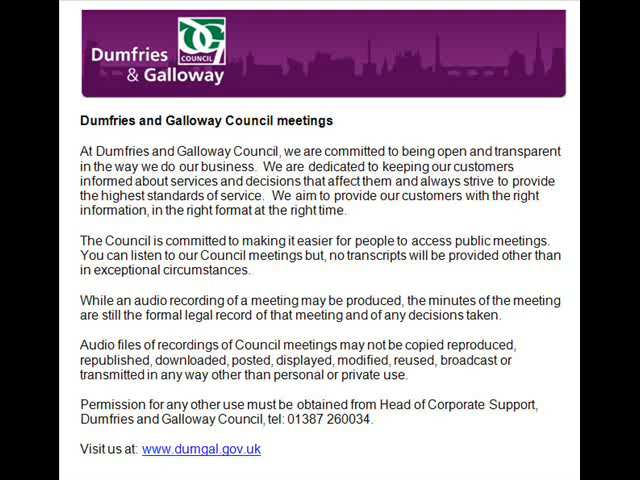 Dumfries
COUNCIL
& Galloway
Dumfries and Galloway Council meetings
At Dumfries and Galloway Council, we are committed to being open and transparent
in the way we do our business.  We are dedicated to keeping our customers
informed about services and decisions that affect them and always strive to provide
the highest standards of service.  We aim to provide our customers with the right
information, in the right format at the right time.
The Council is committed to making it easier for people to access public meetings.
You can listen to our Council meetings but, no transcripts will be provided other than
in exceptional circumstances.
While an audio recording of a meeting may be produced, the minutes of the meeting
are still the formal legal record of that meeting and of any decisions taken.
Audio files of recordings of Council meetings may not be copied reproduced,
republished, downloaded, posted, displayed, modified, reused, broadcast or
transmitted in any way other than personal or private use.
Permission for any other use must be obtained from Head of Corporate Support,
Dumfries and Galloway Council, tel: 01387 260034.
Visit us at: www.dumgal.gov.uk